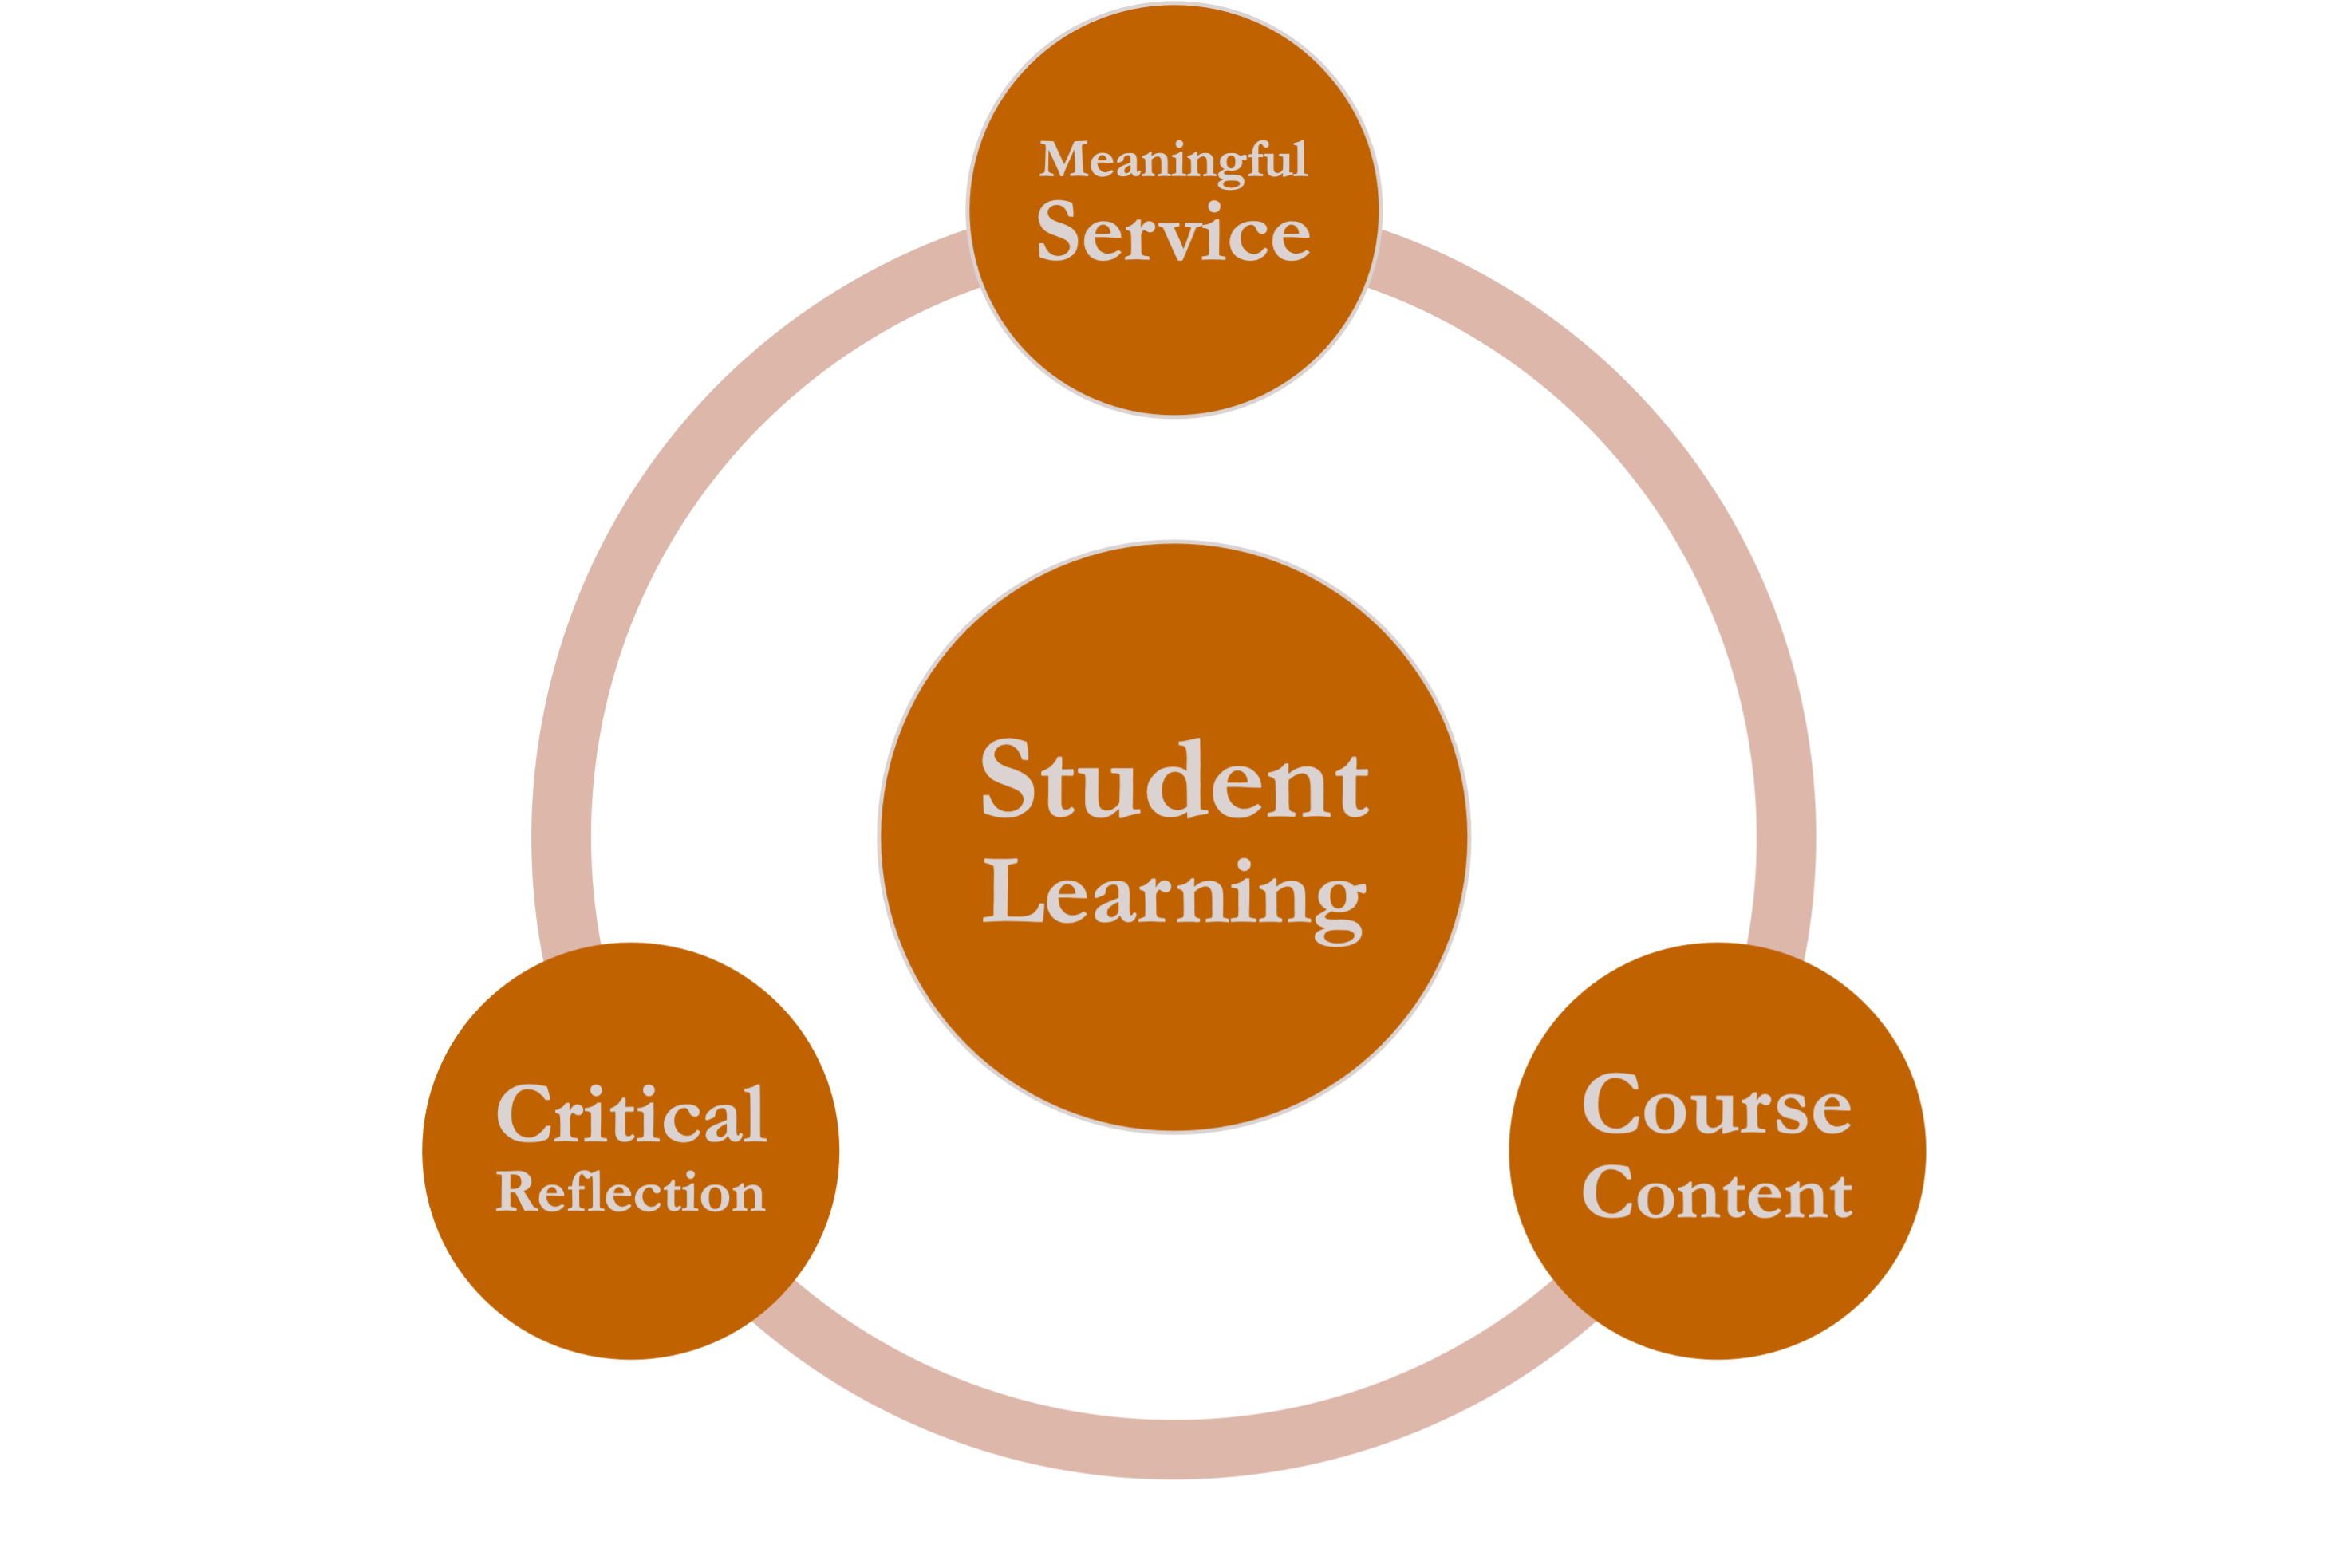 Meaningful
Service
Student
Learning
Critical
Reflection
Course
Content